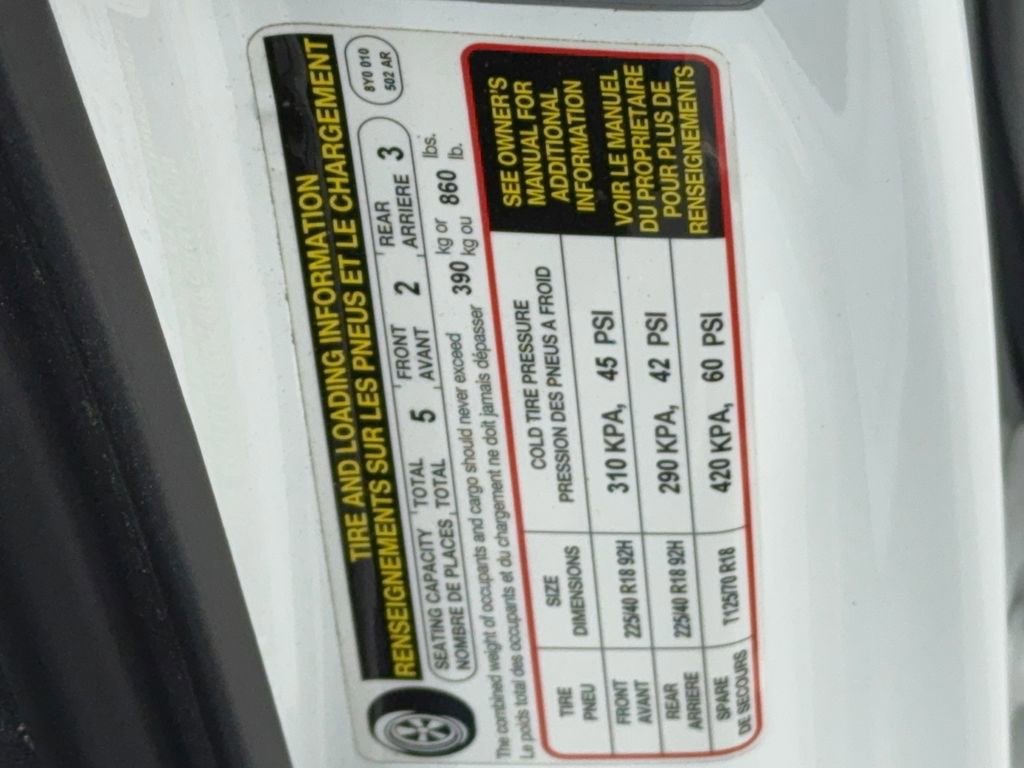 TIRE AND LOADING INFORMATION
RENSEIGNEMENTS SUR LES PNEUS ET LE CHARGEMENT
8Y0 010
502 AR
SEATING CAPACITY TOTAL 5 FRONT 2 REAR 3
NOMBRE DE PLACES TOTAL AVANT ARRIERE
The combined weight of occupants and cargo should never exceed 390 kg or 860 lbs.
Le poids total des occupants et du chargement ne doit jamais dépasser kg ou lb.
TIRE SIZE COLD TIRE PRESSURE
PNEU DIMENSIONS PRESSION DES PNEUS A FROID
FRONT 225/40 R18 92H 310 KPA, 45 PSI
AVANT
REAR 225/40 R18 92H 290 KPA, 42 PSI
ARRIERE
SPARE T125/70 R18 420 KPA, 60 PSI
DE SECOURS
SEE OWNER'S
MANUAL FOR
ADDITIONAL
INFORMATION
VOIR LE MANUEL
DU PROPRIETAIRE
POUR PLUS DE
RENSEIGNEMENTS